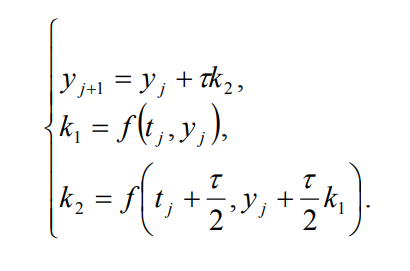 y_{j+1} = y_j + τk_2,
k_1 = f(t_j, y_j),
k_2 = f(t_j + τ/2, y_j + τ/2 k_1).